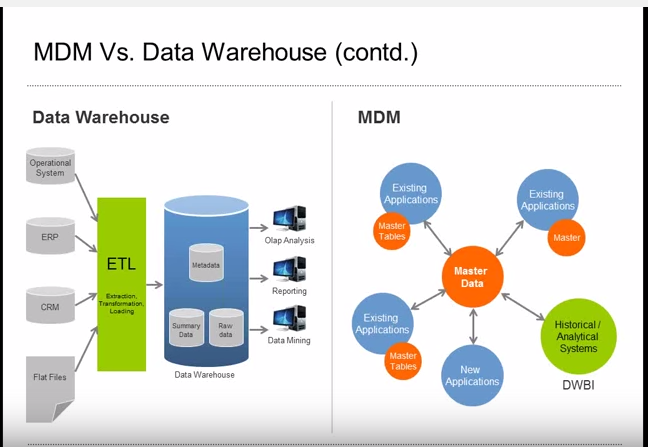 MDM Vs. Data Warehouse (contd.)
Data Warehouse
Operational
System
ERP
CRM
Flat Files
ETL
Extraction,
Transformation,
Loading
Metadata
Summary
Data
Raw
data
Data Warehouse
Olap Analysis
Reporting
Data Mining
MDM
Existing
Applications
Master
Tables
Existing
Applications
Master
Master
Data
Existing
Applications
Master
Tables
New
Applications
Historical /
Analytical
Systems
DWBI